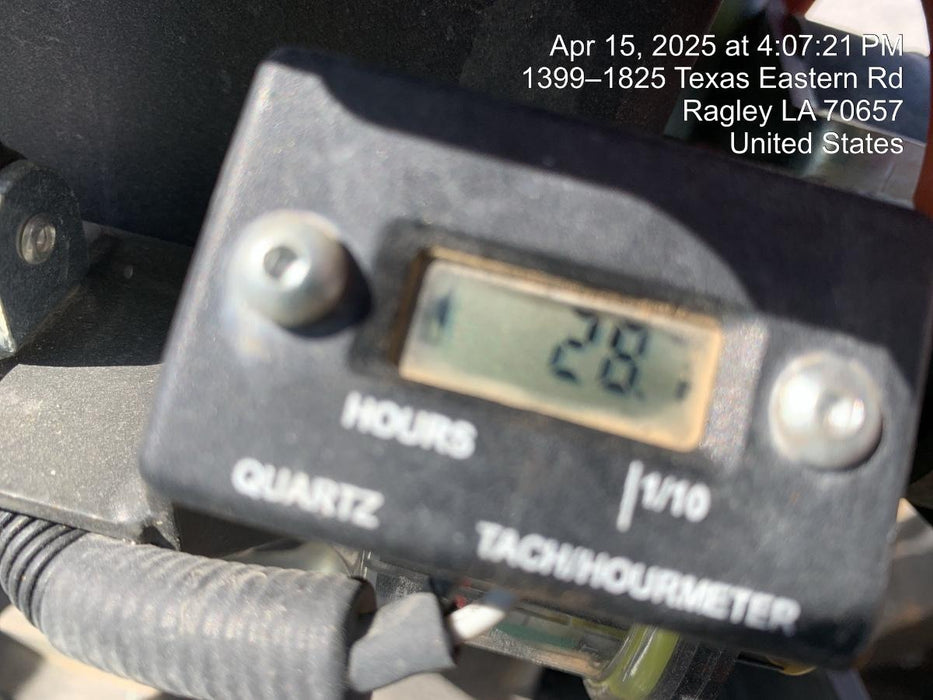 Apr 15, 2025 at 4:07:21 PM
1399–1825 Texas Eastern Rd
Ragley LA 70657
United States
28.
HOURS
1/10
QUARTZ
TACH/HOURMETER